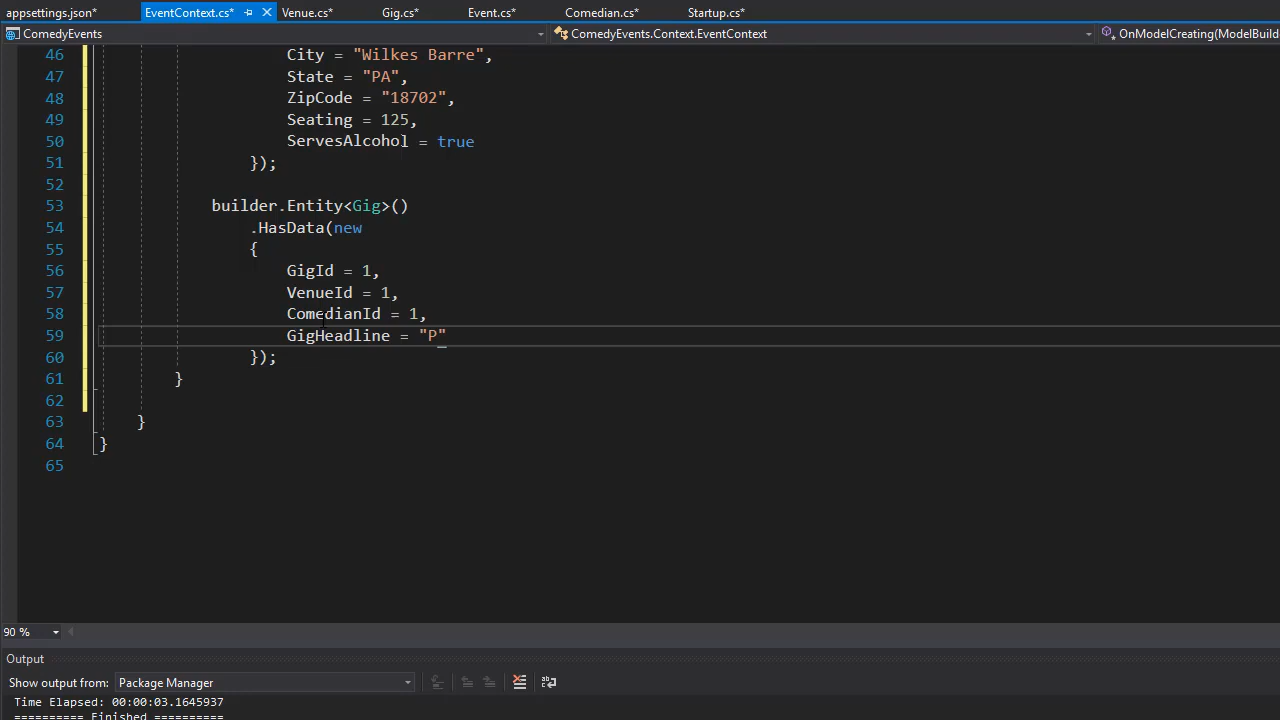 appsettings.json* EventContext.cs* Venue.cs* Gig.cs* Event.cs* Comedian.cs* Startup.cs*
ComedyEvents ComedyEvents.Context.EventContext OnModelCreating(ModelBuild
46 City = "Wilkes Barre",
47 State = "PA",
48 ZipCode = "18702",
49 Seating = 125,
50 ServesAlcohol = true
51 });
52
53 builder.Entity<Gig>()
54 .HasData(new
55 {
56 GigId = 1,
57 VenueId = 1,
58 ComedianId = 1,
59 GigHeadline = "P"
60 });
61 }
62
63 }
64 }
65
90 %
Output
Show output from: Package Manager
Time Elapsed: 00:00:03.1645937
========== Finished ==========